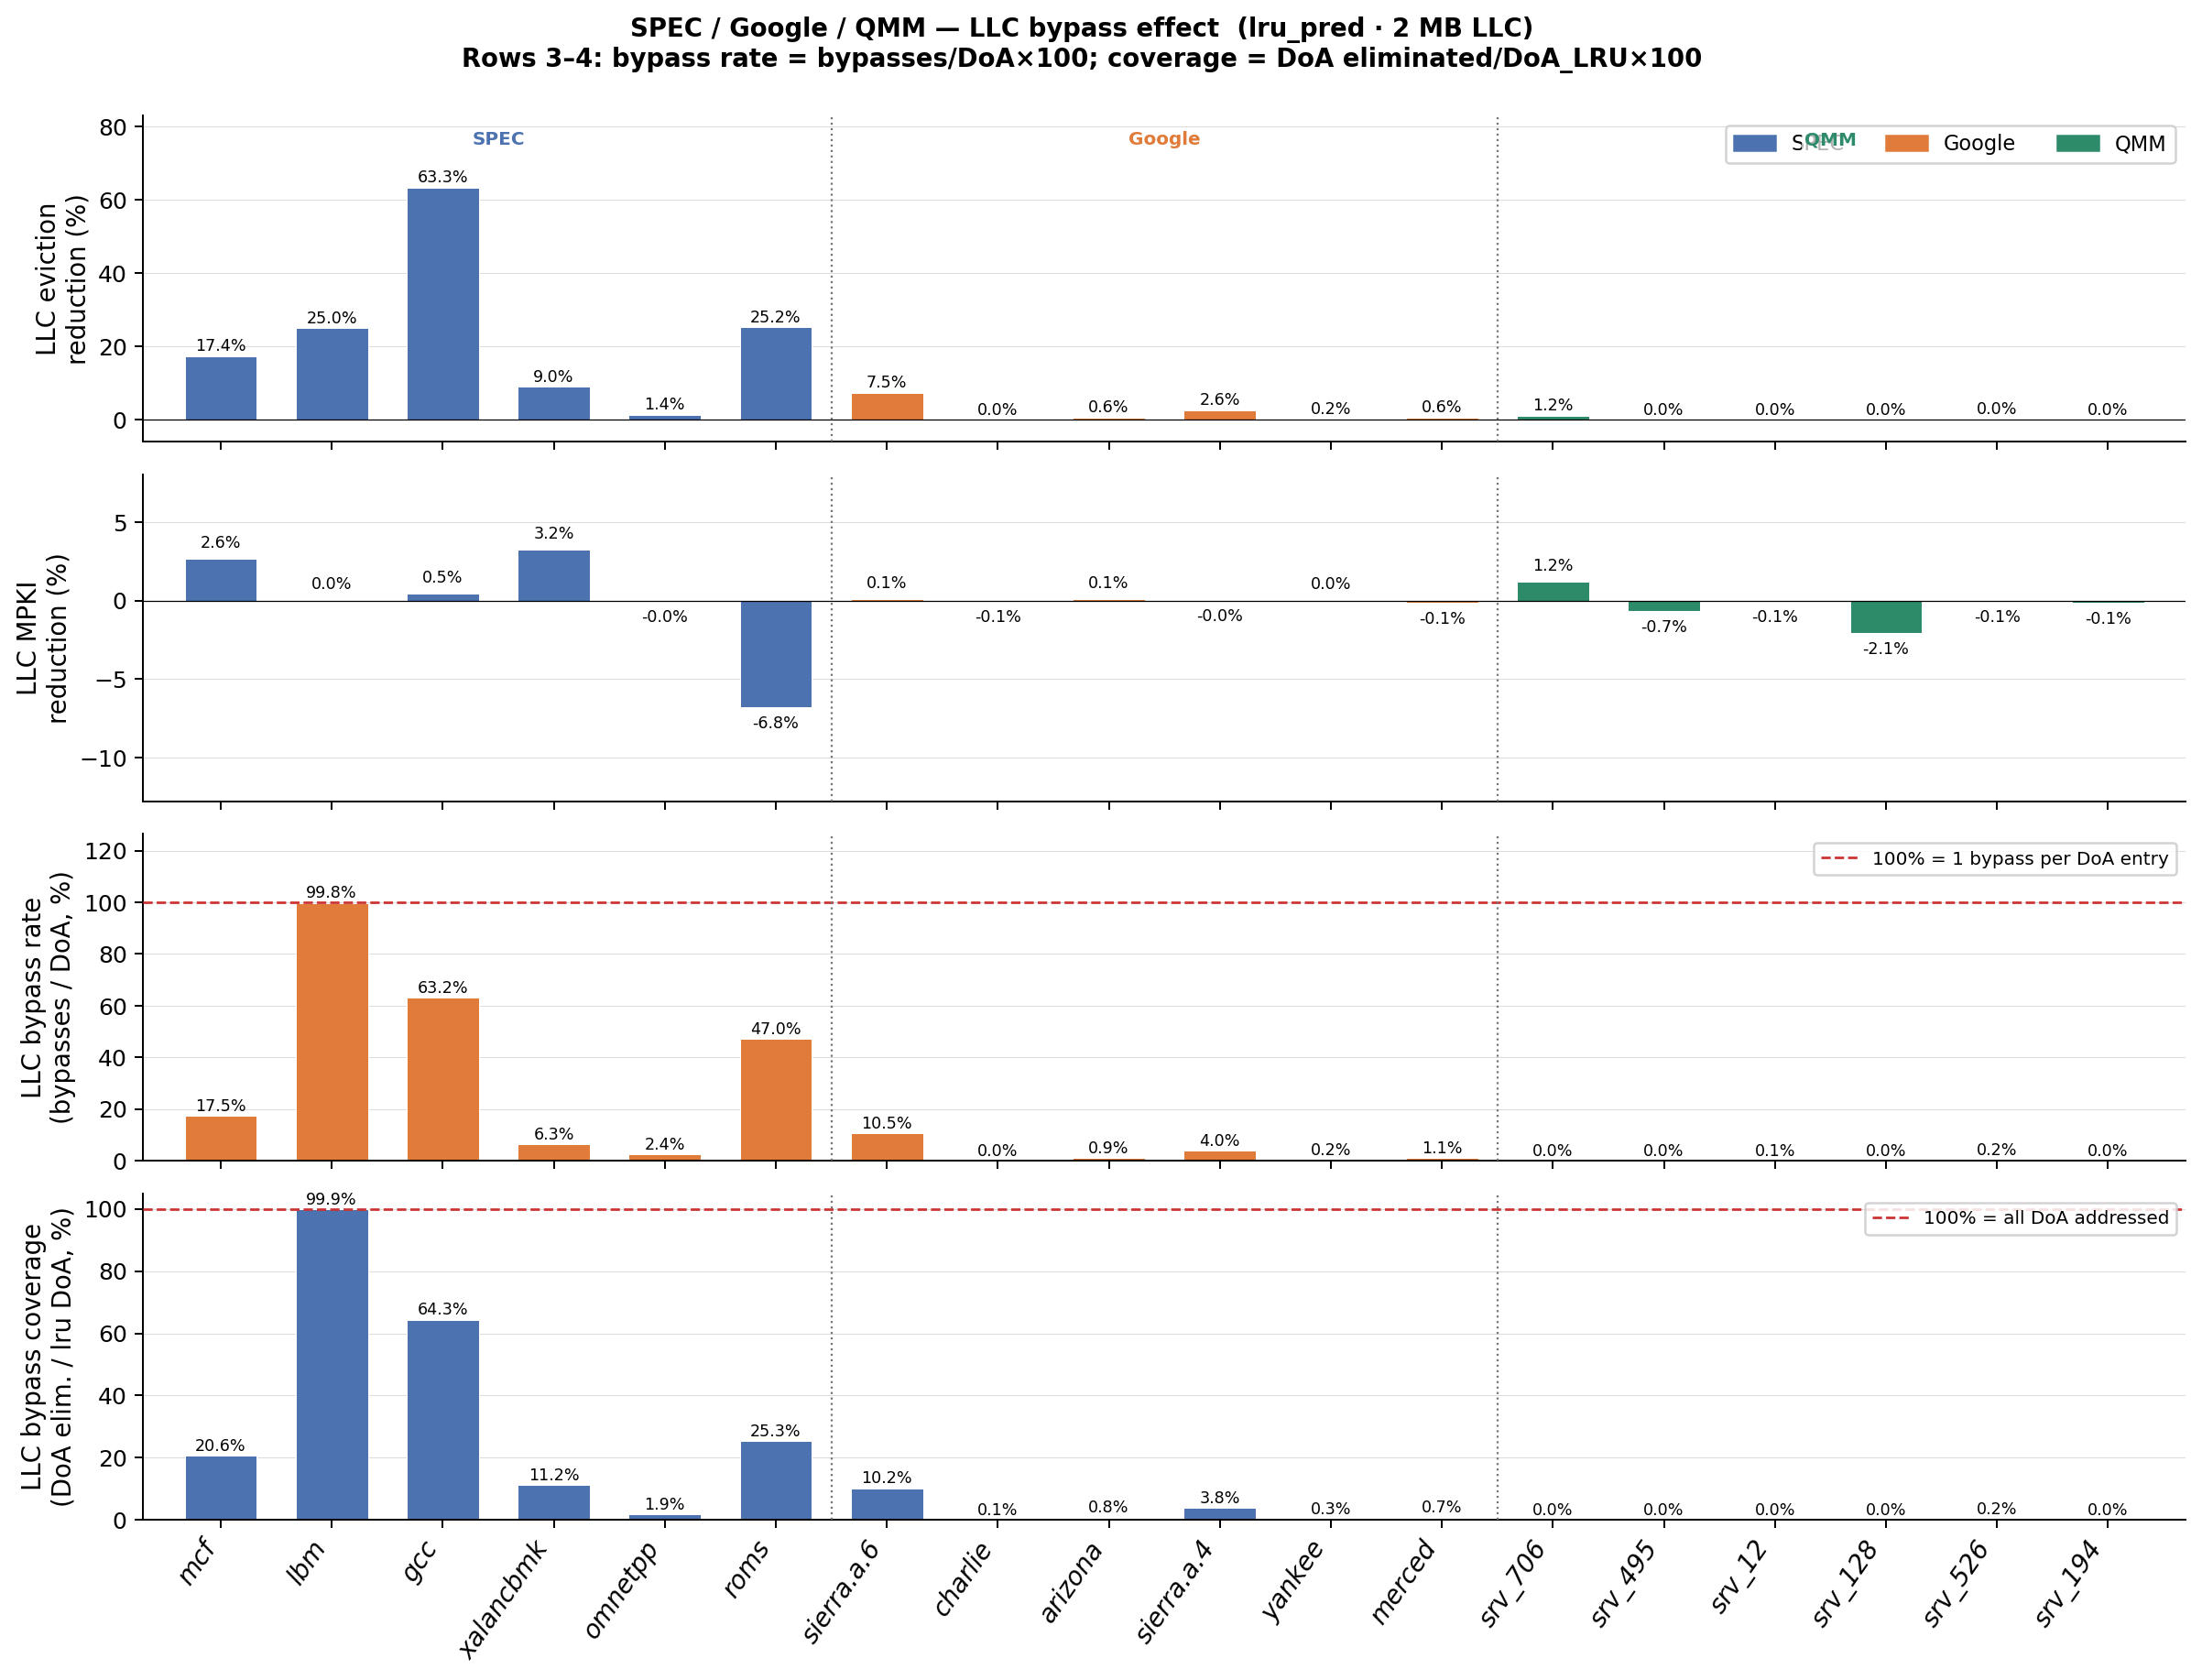 SPEC / Google / QMM — LLC bypass effect  (lru_pred · 2 MB LLC)
Rows 3–4: bypass rate = bypasses/DoA×100; coverage = DoA eliminated/DoA_LRU×100
LLC eviction
reduction (%)
80
60
40
20
0
SPEC
Google
QMM
SPEC Google QMM
17.4% 25.0% 63.3% 9.0% 1.4% 25.2% 7.5% 0.0% 0.6% 2.6% 0.2% 0.6% 1.2% 0.0% 0.0% 0.0% 0.0% 0.0%
LLC MPKI
reduction (%)
5
0
−5
−10
2.6% 0.0% 0.5% 3.2% -0.0% -6.8% 0.1% -0.1% 0.1% -0.0% 0.0% -0.1% 1.2% -0.7% -0.1% -2.1% -0.1% -0.1%
LLC bypass rate
(bypasses / DoA, %)
120
100
80
60
40
20
0
100% = 1 bypass per DoA entry
17.5% 99.8% 63.2% 6.3% 2.4% 47.0% 10.5% 0.0% 0.9% 4.0% 0.2% 1.1% 0.0% 0.0% 0.1% 0.0% 0.2% 0.0%
LLC bypass coverage
(DoA elim. / lru DoA, %)
100
80
60
40
20
0
100% = all DoA addressed
20.6% 99.9% 64.3% 11.2% 1.9% 25.3% 10.2% 0.1% 0.8% 3.8% 0.3% 0.7% 0.0% 0.0% 0.0% 0.0% 0.2% 0.0%
mcf
lbm
gcc
xalancbmk
omnetpp
roms
sierra.a.6
charlie
arizona
sierra.a.4
yankee
merced
srv_706
srv_495
srv_12
srv_128
srv_526
srv_194